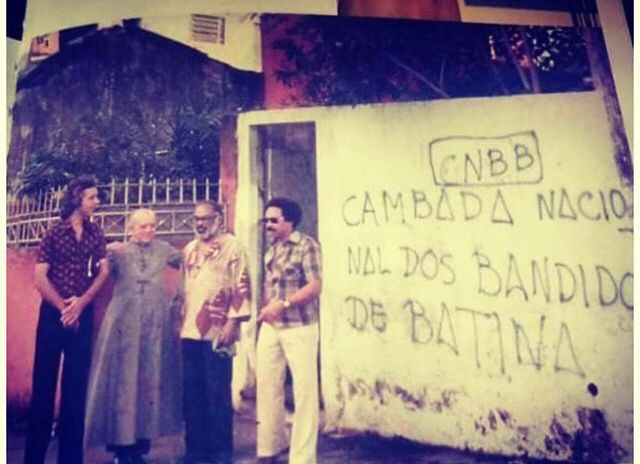 CNBB
CAMBADA NACIO
NAL DOS BANDIDO
DE BATINA